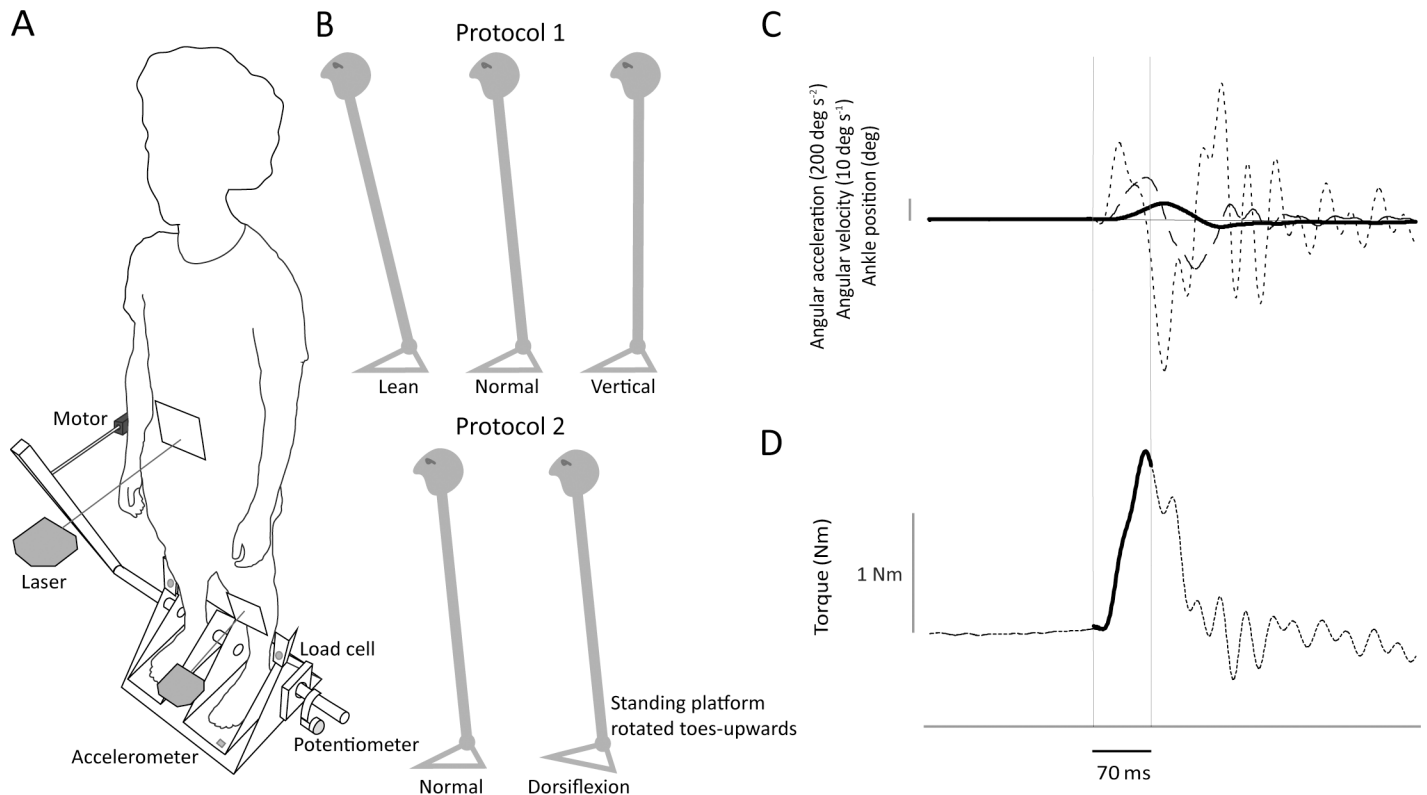 A
Motor
Laser
Load cell
Potentiometer
Accelerometer
B
Protocol 1
Lean
Normal
Vertical
Protocol 2
Standing platform
rotated toes-upwards
Normal
Dorsiflexion
C
Angular acceleration (200 deg s⁻²)
Angular velocity (10 deg s⁻¹)
Ankle position (deg)
D
Torque (Nm)
1 Nm
70 ms